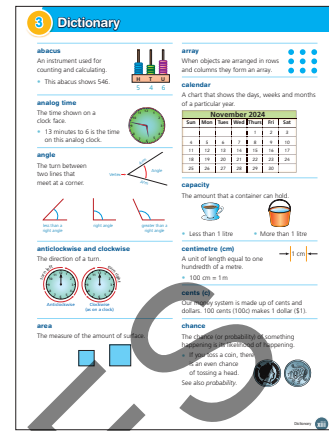 3 Dictionary
abacus
An instrument used for
counting and calculating.
• This abacus shows 546.
H T U
5 4 6
analog time
The time shown on a
clock face.
• 13 minutes to 6 is the time
on this analog clock.
angle
The turn between
two lines that
meet at a corner.
arm
vertex
Angle
arm
less than a
right angle
right angle
greater than a
right angle
anticlockwise and clockwise
The direction of a turn.
Anticlockwise
Clockwise
(as on a clock)
area
The measure of the amount of surface.
array
When objects are arranged in rows
and columns they form an array.
calendar
A chart that shows the days, weeks and months
of a particular year.
November 2024
Sun Mon Tues Wed Thurs Fri Sat
1 2 3
4 5 6 7 8 9 10
11 12 13 14 15 16 17
18 19 20 21 22 23 24
25 26 27 28 29 30
capacity
The amount that a container can hold.
• Less than 1 litre
• More than 1 litre
centimetre (cm)
A unit of length equal to one
hundredth of a metre.
• 100 cm = 1 m
1 cm
cents (c)
Our money system is made up of cents and
dollars. 100 cents (100c) makes 1 dollar ($1).
chance
The chance (or probability) of something
happening is its likelihood of happening.
• If you toss a coin, there
is an even chance
of tossing a head.
See also probability.
Dictionary xiii